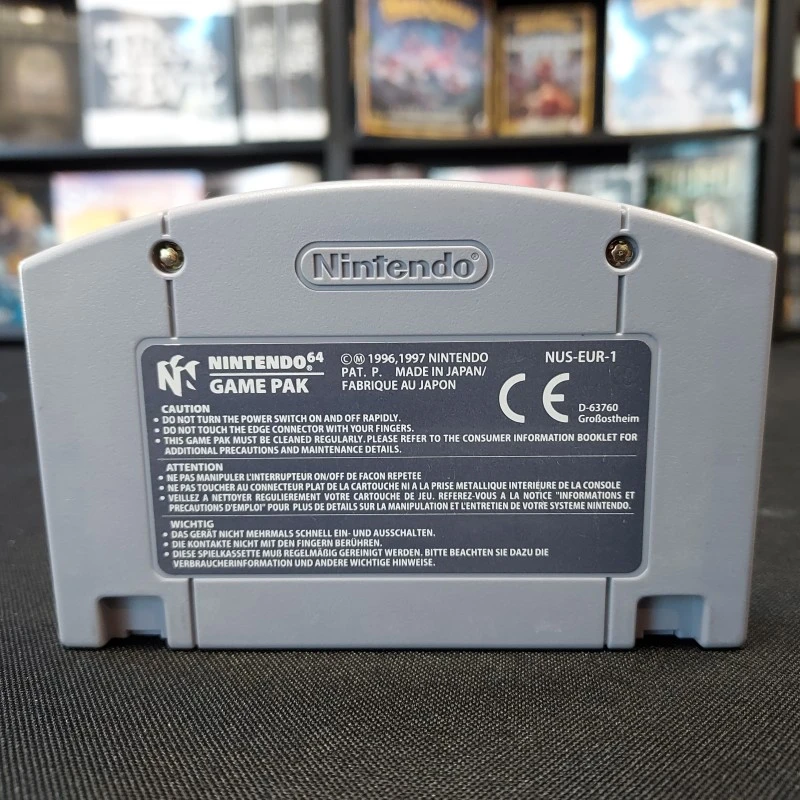 Nintendo®
NINTENDO64
GAME PAK
©Ⓜ 1996,1997 NINTENDO
PAT. P. MADE IN JAPAN/
FABRIQUE AU JAPON
NUS-EUR-1
CE
D-63760
Großostheim
CAUTION
• DO NOT TURN THE POWER SWITCH ON AND OFF RAPIDLY.
• DO NOT TOUCH THE EDGE CONNECTOR WITH YOUR FINGERS.
• THIS GAME PAK MUST BE CLEANED REGULARLY. PLEASE REFER TO THE CONSUMER INFORMATION BOOKLET FOR
ADDITIONAL PRECAUTIONS AND MAINTENANCE DETAILS.
ATTENTION
• NE PAS MANIPULER L'INTERRUPTEUR ON/OFF DE FACON REPETEE
• NE PAS TOUCHER AU CONNECTEUR PLAT DE LA CARTOUCHE NI A LA PRISE METALLIQUE INTERIEURE DE LA CONSOLE
• VEILLEZ A NETTOYER REGULIEREMENT VOTRE CARTOUCHE DE JEU. REFEREZ-VOUS A LA NOTICE "INFORMATIONS ET
PRECAUTIONS D'EMPLOI" POUR PLUS DE DETAILS SUR LA MANIPULATION ET L'ENTRETIEN DE VOTRE SYSTEME NINTENDO.
WICHTIG
• DAS GERÄT NICHT MEHRMALS SCHNELL EIN- UND AUSSCHALTEN.
• DIE KONTAKTE NICHT MIT DEN FINGERN BERÜHREN.
• DIESE SPIELKASSETTE MUß REGELMÄßIG GEREINIGT WERDEN. BITTE BEACHTEN SIE DAZU DIE
VERBRAUCHERINFORMATION UND ANDERE WICHTIGE HINWEISE.